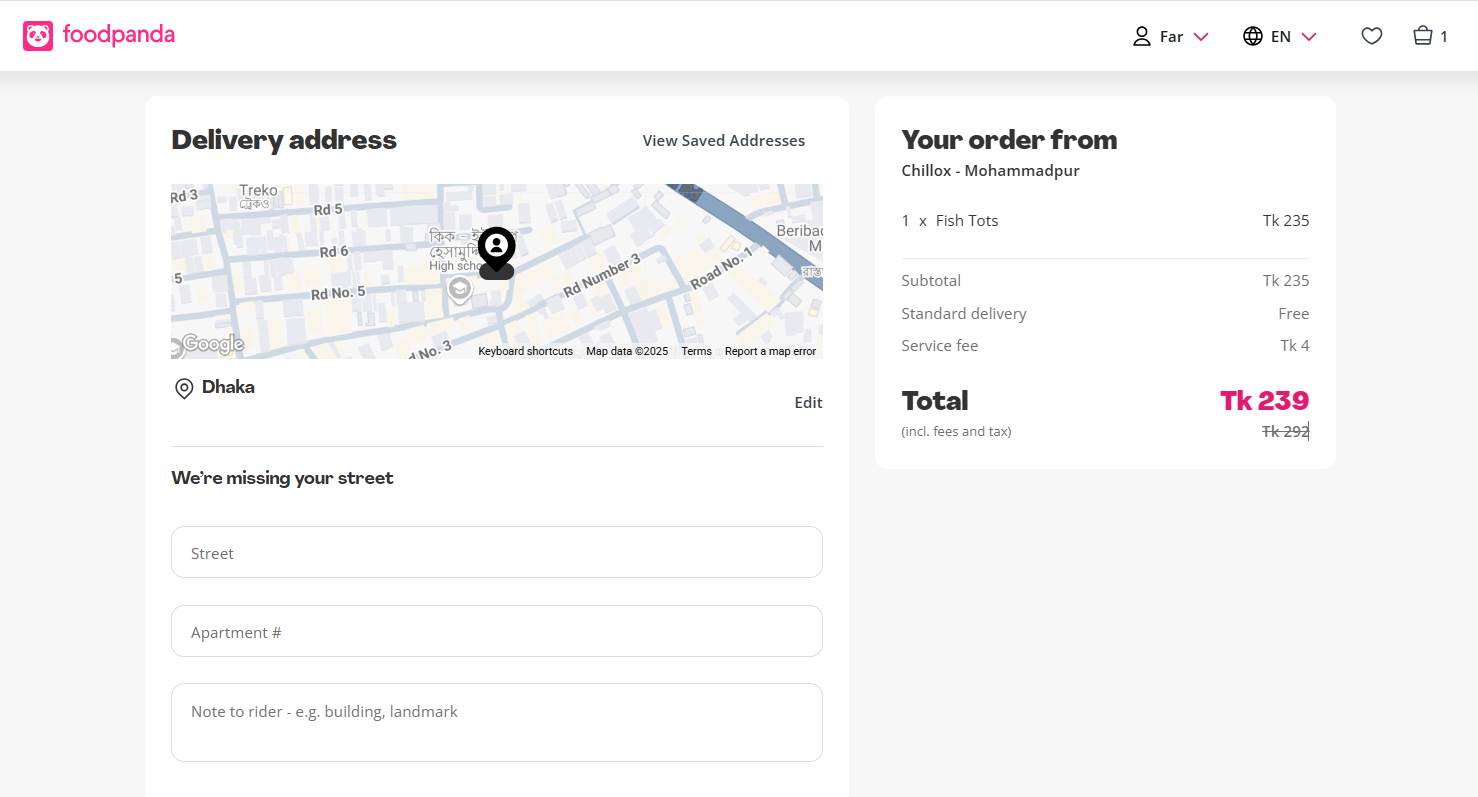 foodpanda
Far
EN
1
Delivery address
View Saved Addresses
Rd 3
Treko
ট্রেকও
Rd 5
Rd 6
High scho
5
Rd No. 5
Rd Number 3
Road No. 1
Beribad
M
d No. 3
Google
Keyboard shortcuts
Map data ©2025
Terms
Report a map error
Dhaka
Edit
We're missing your street
Street
Apartment #
Note to rider - e.g. building, landmark
Your order from
Chillox - Mohammadpur
1 x Fish Tots Tk 235
Subtotal Tk 235
Standard delivery Free
Service fee Tk 4
Total Tk 239
(incl. fees and tax) Tk 292